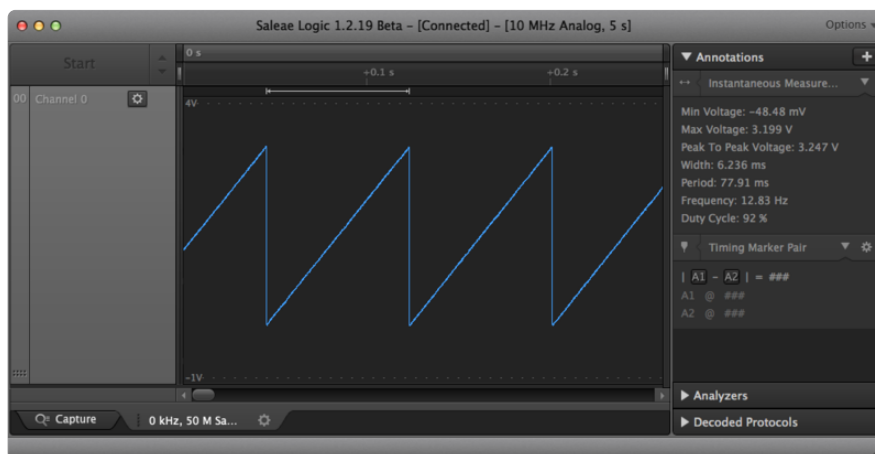 Saleae Logic 1.2.19 Beta – [Connected] – [10 MHz Analog, 5 s]
Options
Start
0 s
+0.1 s
+0.2 s
00 Channel 0
4V
-1V
Annotations
Instantaneous Measure...
Min Voltage: -48.48 mV
Max Voltage: 3.199 V
Peak To Peak Voltage: 3.247 V
Width: 6.236 ms
Period: 77.91 ms
Frequency: 12.83 Hz
Duty Cycle: 92 %
Timing Marker Pair
| A1 – A2 | = ###
A1 @ ###
A2 @ ###
Analyzers
Decoded Protocols
Capture
0 kHz, 50 M Sa...